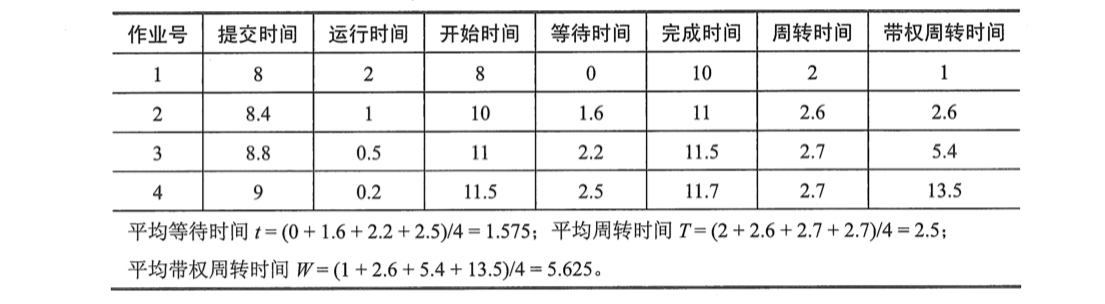 作业号 提交时间 运行时间 开始时间 等待时间 完成时间 周转时间 带权周转时间
1 8 2 8 0 10 2 1
2 8.4 1 10 1.6 11 2.6 2.6
3 8.8 0.5 11 2.2 11.5 2.7 5.4
4 9 0.2 11.5 2.5 11.7 2.7 13.5
平均等待时间 t = (0 + 1.6 + 2.2 + 2.5)/4 = 1.575；平均周转时间 T = (2 + 2.6 + 2.7 + 2.7)/4 = 2.5；
平均带权周转时间 W = (1 + 2.6 + 5.4 + 13.5)/4 = 5.625。